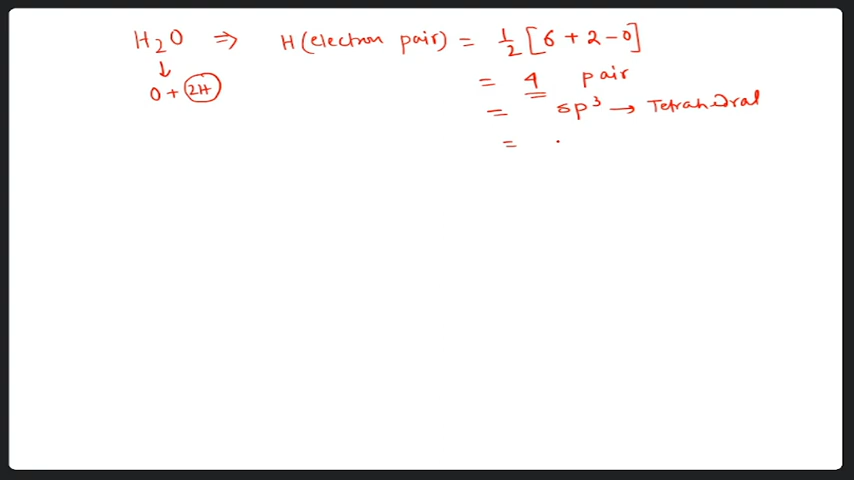 H₂O ⇒ H(electron pair) = 1/2 [6 + 2 - 0]
↓
= 4 pair
O + 2H
= sp³ → Tetrahedral
= .